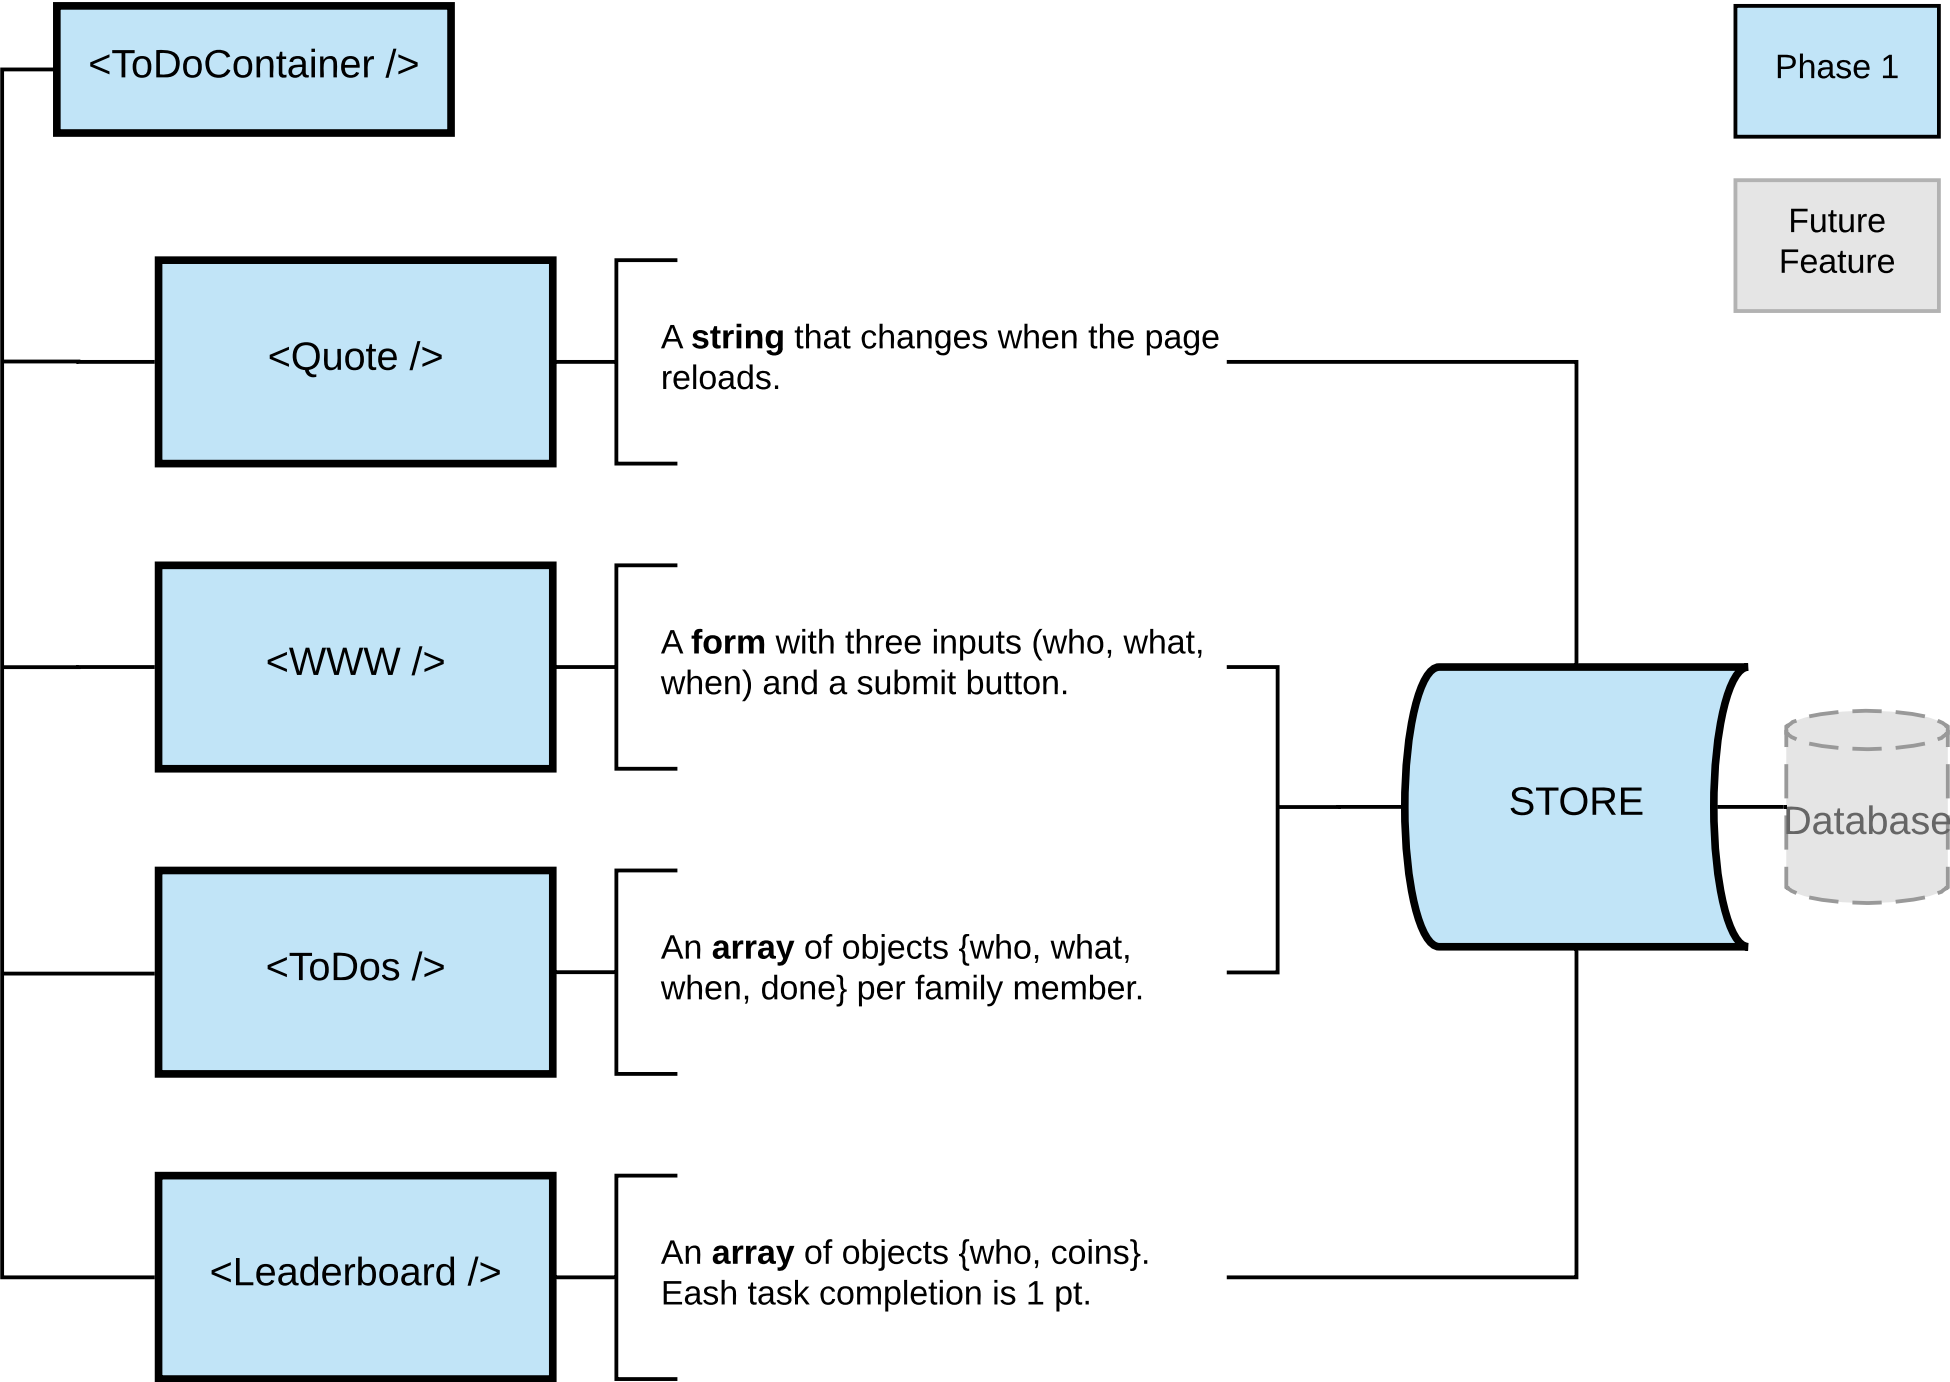 <ToDoContainer />
Phase 1
Future
Feature
<Quote />
A string that changes when the page
reloads.
<WWW />
A form with three inputs (who, what,
when) and a submit button.
STORE
Database
<ToDos />
An array of objects {who, what,
when, done} per family member.
<Leaderboard />
An array of objects {who, coins}.
Eash task completion is 1 pt.